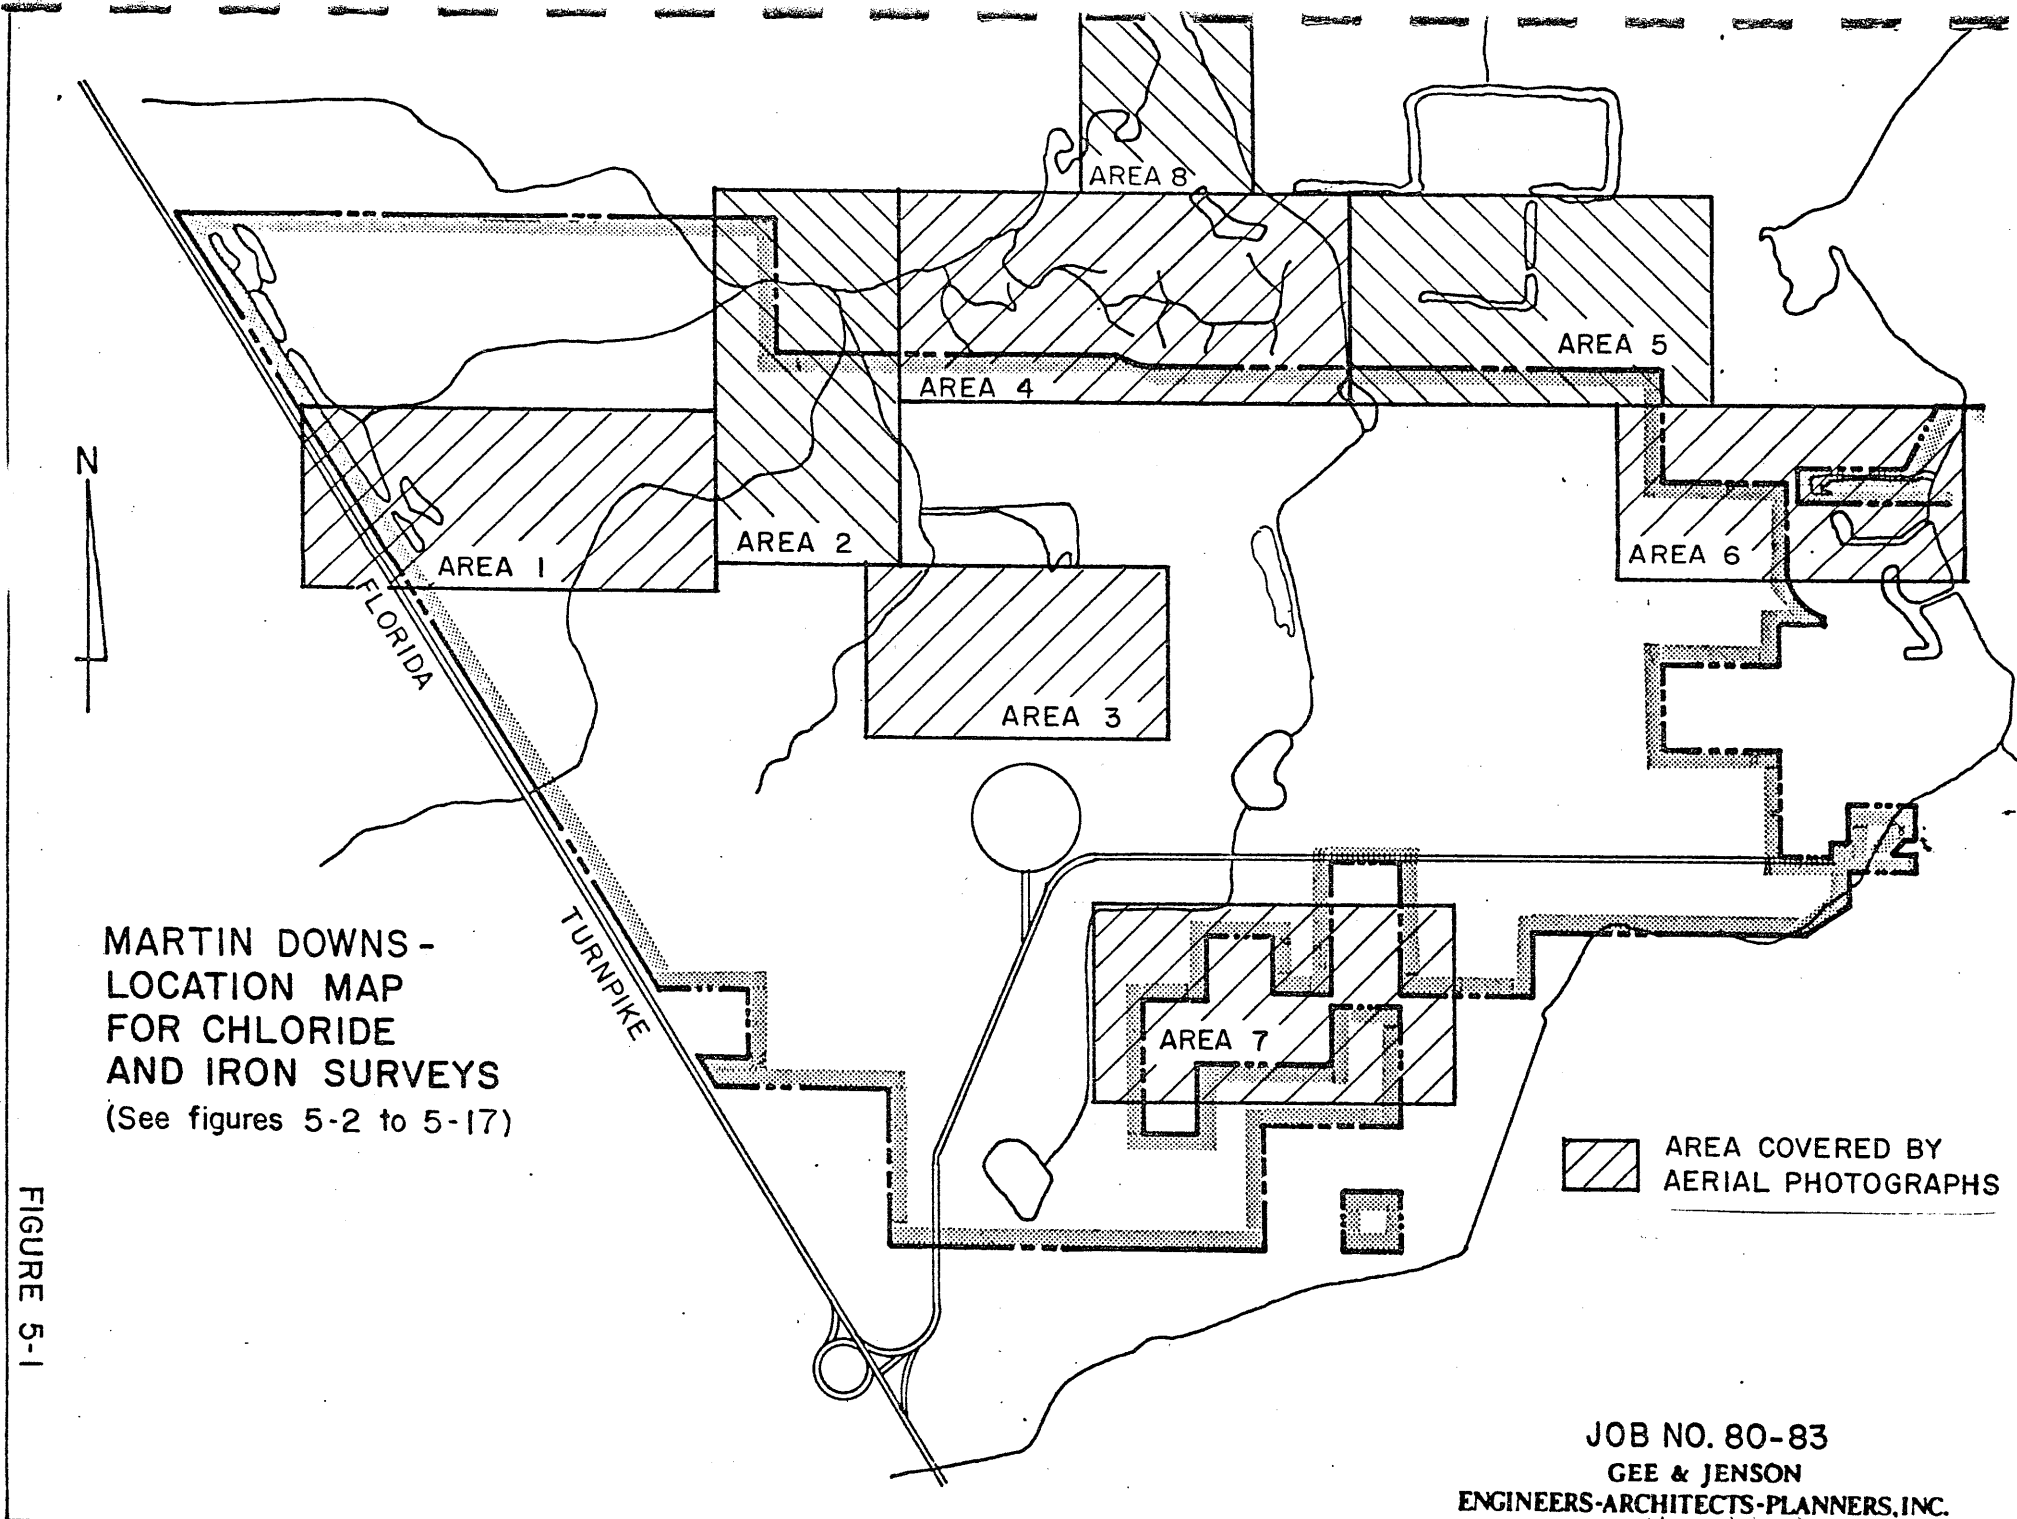 AREA 8
AREA 5
AREA 4
N
AREA 2
AREA 1
AREA 6
FLORIDA
AREA 3
TURNPIKE
MARTIN DOWNS-
LOCATION MAP
FOR CHLORIDE
AND IRON SURVEYS
(See figures 5-2 to 5-17)
AREA 7
AREA COVERED BY
AERIAL PHOTOGRAPHS
FIGURE 5-1
JOB NO. 80-83
GEE & JENSON
ENGINEERS-ARCHITECTS-PLANNERS, INC.